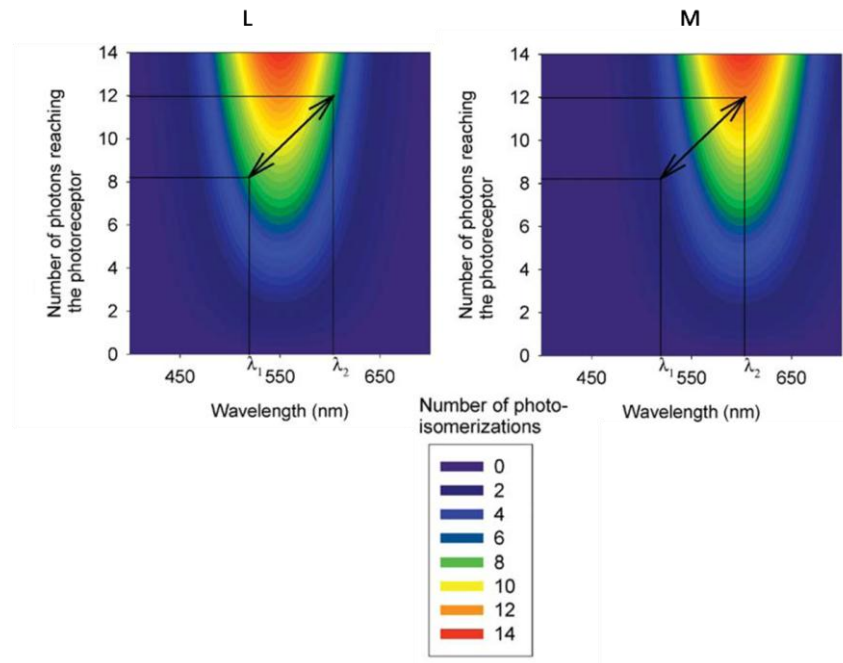 L
M
Number of photons reaching
the photoreceptor
14
12
10
8
6
4
2
0
450
λ1
550
λ2
650
Wavelength (nm)
Number of photons reaching
the photoreceptor
14
12
10
8
6
4
2
0
450
λ1
550
λ2
650
Wavelength (nm)
Number of photo-
isomerizations
0
2
4
6
8
10
12
14